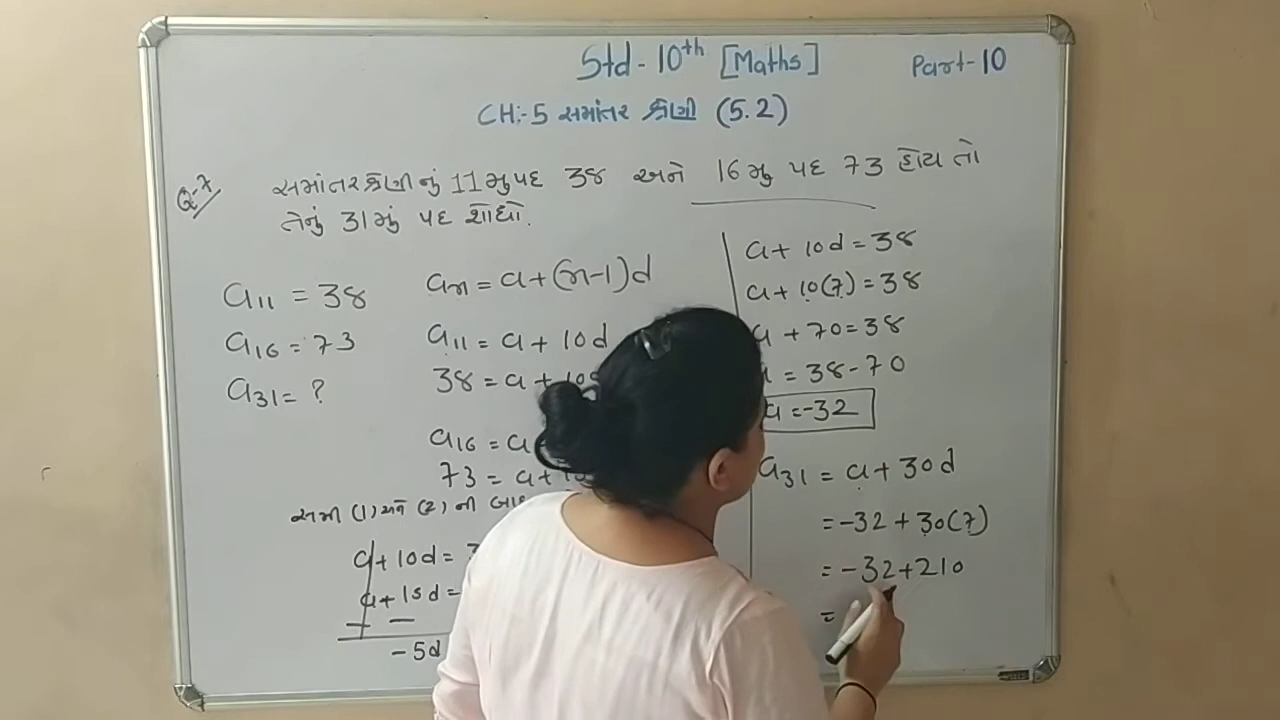 Std - 10th [Maths]
Part-10
CH:-5 સમાંતર શ્રેણી (5.2)
Q-7 સમાંતર શ્રેણીનું 11મુ પદ 38 અને 16મુ પદ 73 હોય તો
તેનું 31મું પદ શોધો.
a11 = 38
a16 = 73
a31 = ?
an = a + (n-1)d
a11 = a + 10d
38 = a + 10
a16 = a
73 = a +
સમી (1) અને (2) ની
a + 10d =
a + 15d =
- -
-5d
a + 10d = 38
a + 10(7) = 38
a + 70 = 38
= 38 - 70
a = -32
a31 = a + 30d
= -32 + 30(7)
= -32 + 210
=